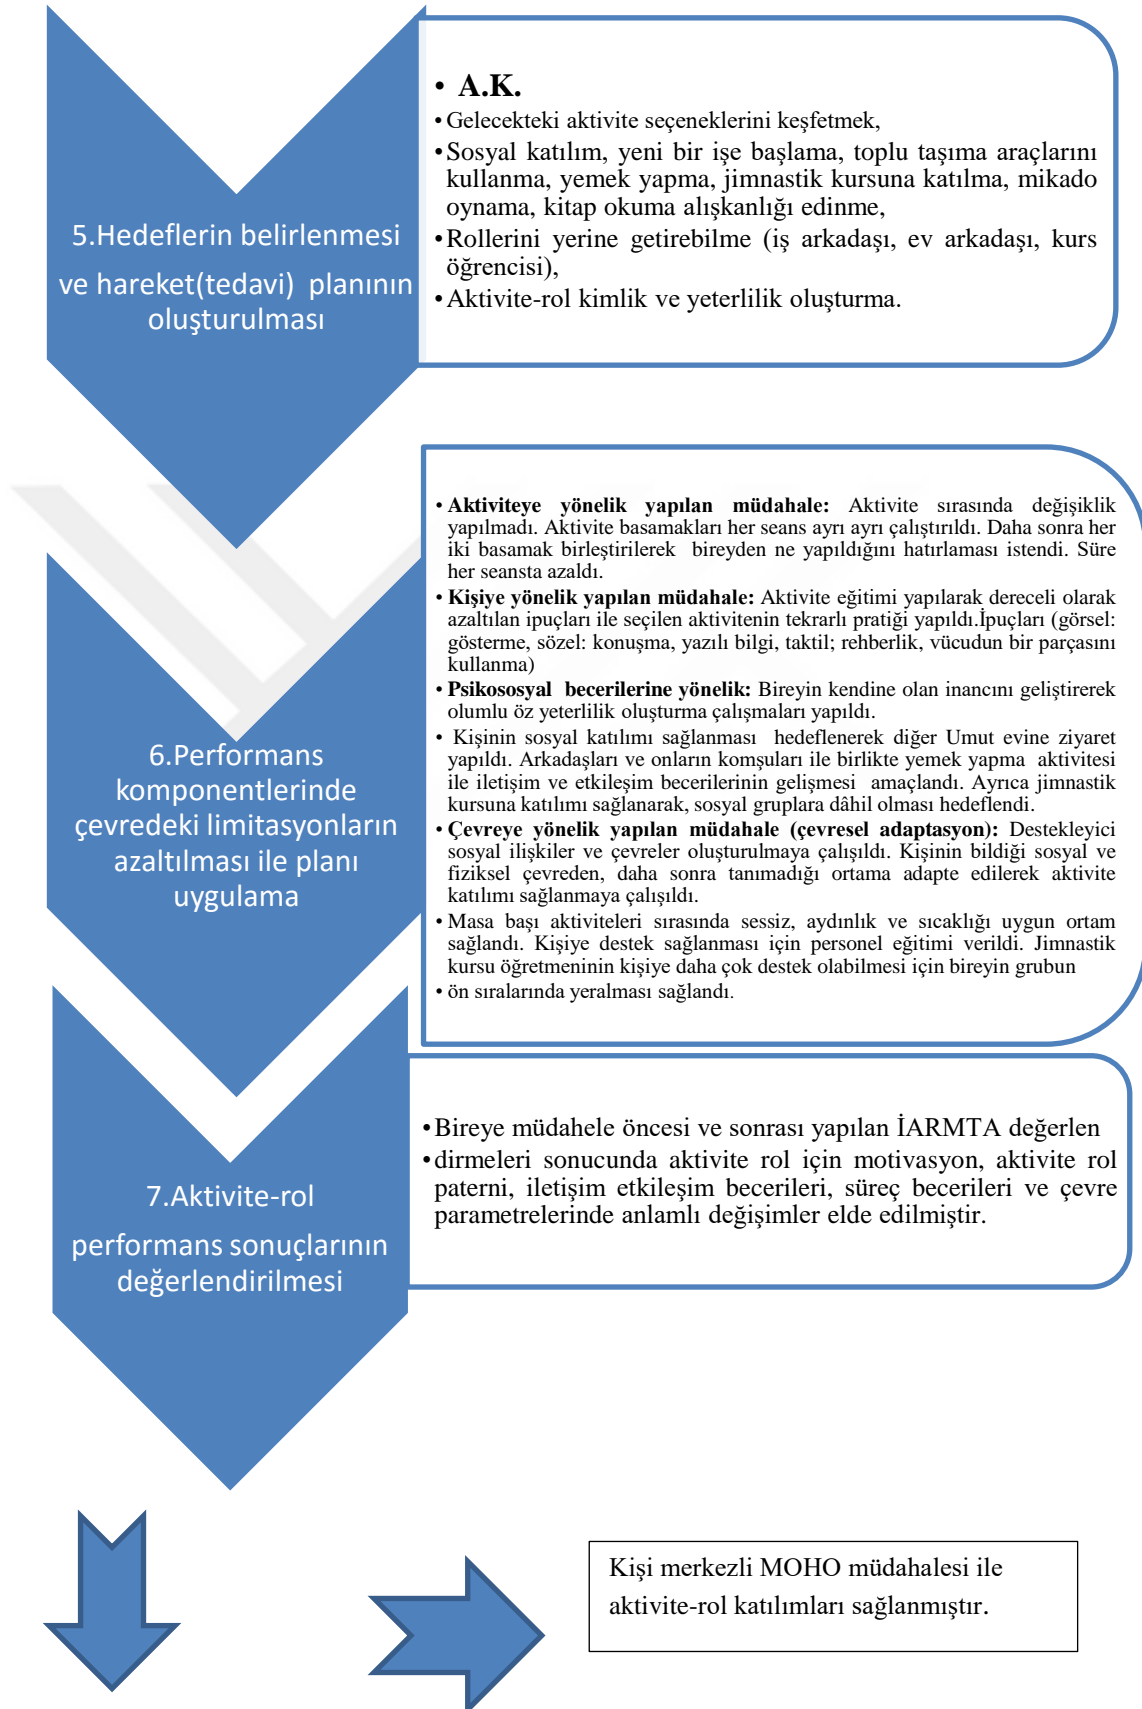 5.Hedeflerin belirlenmesi
ve hareket(tedavi) planının
oluşturulması
• A.K.
•Gelecekteki aktivite seçeneklerini keşfetmek,
•Sosyal katılım, yeni bir işe başlama, toplu taşıma araçlarını
kullanma, yemek yapma, jimnastik kursuna katılma, mikado
oynama, kitap okuma alışkanlığı edinme,
•Rollerini yerine getirebilme (iş arkadaşı, ev arkadaşı, kurs
öğrencisi),
•Aktivite-rol kimlik ve yeterlilik oluşturma.
6.Performans
komponentlerinde
çevredeki limitasyonların
azaltılması ile planı
uygulama
• Aktiviteye yönelik yapılan müdahale: Aktivite sırasında değişiklik
yapılmadı. Aktivite basamakları her seans ayrı ayrı çalıştırıldı. Daha sonra her
iki basamak birleştirilerek bireyden ne yapıldığını hatırlaması istendi. Süre
her seansta azaldı.
• Kişiye yönelik yapılan müdahale: Aktivite eğitimi yapılarak dereceli olarak
azaltılan ipuçları ile seçilen aktivitenin tekrarlı pratiği yapıldı.İpuçları (görsel:
gösterme, sözel: konuşma, yazılı bilgi, taktil; rehberlik, vücudun bir parçasını
kullanma)
• Psikososyal becerilerine yönelik: Bireyin kendine olan inancını geliştirerek
olumlu öz yeterlilik oluşturma çalışmaları yapıldı.
• Kişinin sosyal katılımı sağlanması hedeflenerek diğer Umut evine ziyaret
yapıldı. Arkadaşları ve onların komşuları ile birlikte yemek yapma aktivitesi
ile iletişim ve etkileşim becerilerinin gelişmesi amaçlandı. Ayrıca jimnastik
kursuna katılımı sağlanarak, sosyal gruplara dâhil olması hedeflendi.
• Çevreye yönelik yapılan müdahale (çevresel adaptasyon): Destekleyici
sosyal ilişkiler ve çevreler oluşturulmaya çalışıldı. Kişinin bildiği sosyal ve
fiziksel çevreden, daha sonra tanımadığı ortama adapte edilerek aktivite
katılımı sağlanmaya çalışıldı.
• Masa başı aktiviteleri sırasında sessiz, aydınlık ve sıcaklığı uygun ortam
sağlandı. Kişiye destek sağlanması için personel eğitimi verildi. Jimnastik
kursu öğretmeninin kişiye daha çok destek olabilmesi için bireyin grubun
• ön sıralarında yeralması sağlandı.
7.Aktivite-rol
performans sonuçlarının
değerlendirilmesi
•Bireye müdahele öncesi ve sonrası yapılan İARMTA değerlen
•dirmeleri sonucunda aktivite rol için motivasyon, aktivite rol
paterni, iletişim etkileşim becerileri, süreç becerileri ve çevre
parametrelerinde anlamlı değişimler elde edilmiştir.
Kişi merkezli MOHO müdahalesi ile
aktivite-rol katılımları sağlanmıştır.